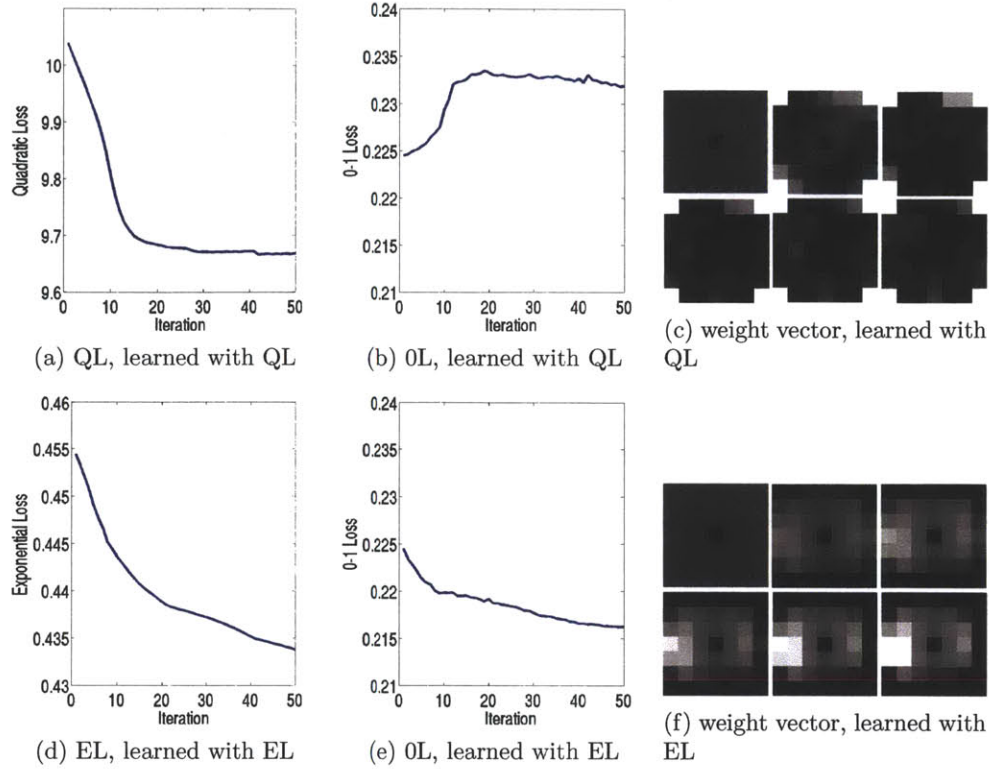 10
9.9
9.8
9.7
9.6
0 10 20 30 40 50
Quadratic Loss
Iteration
(a) QL, learned with QL
0.24
0.235
0.23
0.225
0.22
0.215
0.21
0 10 20 30 40 50
0-1 Loss
Iteration
(b) 0L, learned with QL
(c) weight vector, learned with
QL
0.46
0.455
0.45
0.445
0.44
0.435
0.43
0 10 20 30 40 50
Exponential Loss
Iteration
(d) EL, learned with EL
0.24
0.235
0.23
0.225
0.22
0.215
0.21
0 10 20 30 40 50
0-1 Loss
Iteration
(e) 0L, learned with EL
(f) weight vector, learned with
EL